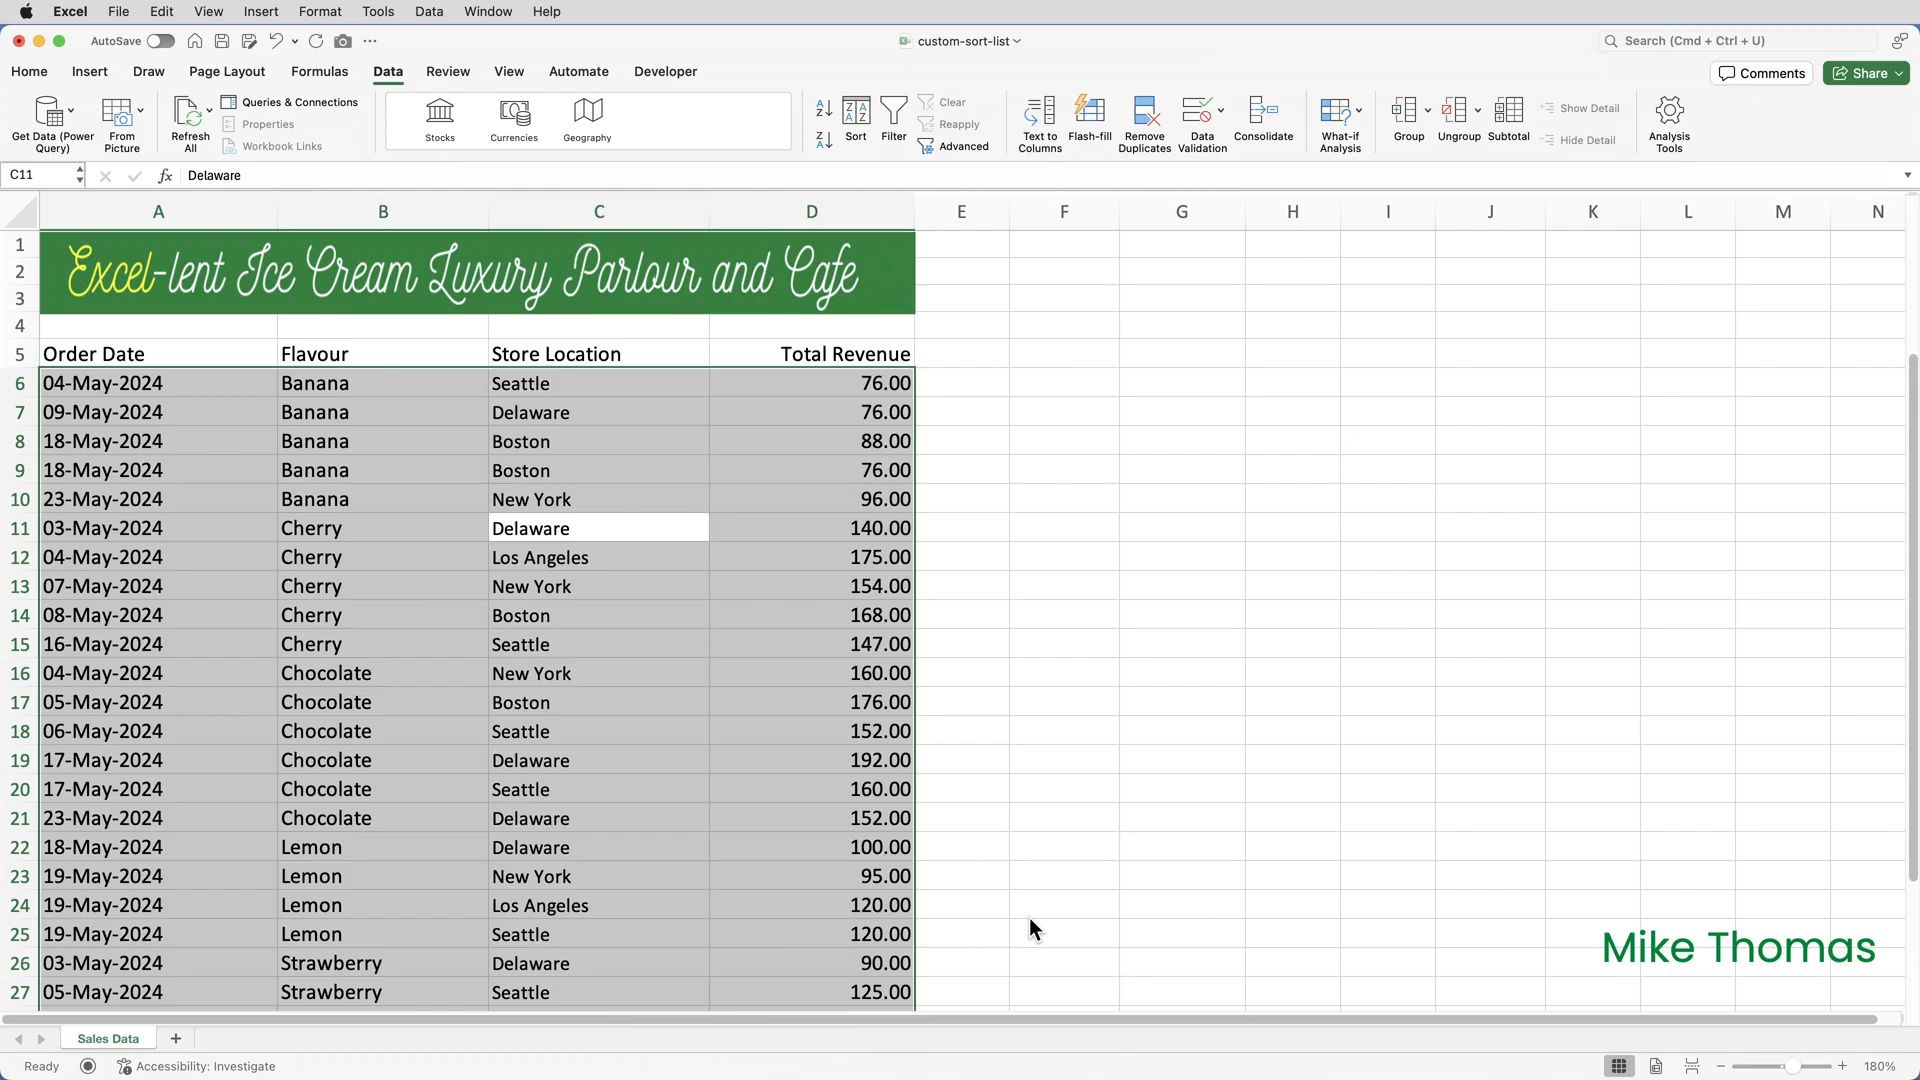 Excel File Edit View Insert Format Tools Data Window Help
AutoSave custom-sort-list Search (Cmd + Ctrl + U)
Home Insert Draw Page Layout Formulas Data Review View Automate Developer Comments Share
Get Data (Power Query) From Picture Refresh All Queries & Connections Properties Workbook Links Stocks Currencies Geography Sort Filter Clear Reapply Advanced Text to Columns Flash-fill Remove Duplicates Data Validation Consolidate What-if Analysis Group Ungroup Subtotal Show Detail Hide Detail Analysis Tools
C11 fx Delaware
A B C D E F G H I J K L M N
1
2 Excel-lent Ice Cream Luxury Parlour and Cafe
3
4
5 Order Date Flavour Store Location Total Revenue
6 04-May-2024 Banana Seattle 76.00
7 09-May-2024 Banana Delaware 76.00
8 18-May-2024 Banana Boston 88.00
9 18-May-2024 Banana Boston 76.00
10 23-May-2024 Banana New York 96.00
11 03-May-2024 Cherry Delaware 140.00
12 04-May-2024 Cherry Los Angeles 175.00
13 07-May-2024 Cherry New York 154.00
14 08-May-2024 Cherry Boston 168.00
15 16-May-2024 Cherry Seattle 147.00
16 04-May-2024 Chocolate New York 160.00
17 05-May-2024 Chocolate Boston 176.00
18 06-May-2024 Chocolate Seattle 152.00
19 17-May-2024 Chocolate Delaware 192.00
20 17-May-2024 Chocolate Seattle 160.00
21 23-May-2024 Chocolate Delaware 152.00
22 18-May-2024 Lemon Delaware 100.00
23 19-May-2024 Lemon New York 95.00
24 19-May-2024 Lemon Los Angeles 120.00
25 19-May-2024 Lemon Seattle 120.00
26 03-May-2024 Strawberry Delaware 90.00
27 05-May-2024 Strawberry Seattle 125.00
Mike Thomas
Sales Data
Ready Accessibility: Investigate 180%